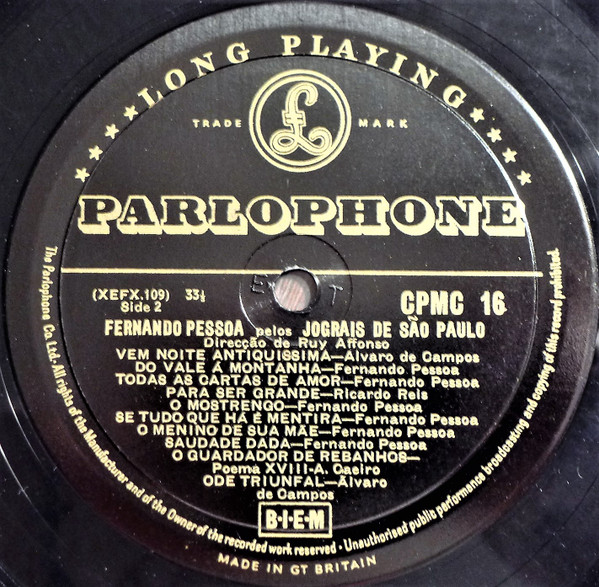 ★★★★ LONG PLAYING ★★★★
TRADE £ MARK
PARLOPHONE
E T
(XEFX.109) 33⅓
Side 2
CPMC 16
FERNANDO PESSOA pelos JOGRAIS DE SÃO PAULO
Direcção de Ruy Affonso
VEM NOITE ANTIQUISSIMA—Alvaro de Campos
DO VALE Á MONTANHA—Fernando Pessoa
TODAS AS CARTAS DE AMOR—Fernando Pessoa
PARA SER GRANDE—Ricardo Reis
O MOSTRENGO—Fernando Pessoa
SE TUDO QUE HÁ É MENTIRA—Fernando Pessoa
O MENINO DE SUA MÃE—Fernando Pessoa
SAUDADE DADA—Fernando Pessoa
O GUARDADOR DE REBANHOS—
Poema XVIII-A. Caeiro
ODE TRIUNFAL—Alvaro
de Campos
B·I·E·M
The Parlophone Co. Ltd. All rights of the Manufacturer and of the Owner of the recorded work reserved · Unauthorised public performance broadcasting and copying of this record prohibited.
MADE IN GT BRITAIN